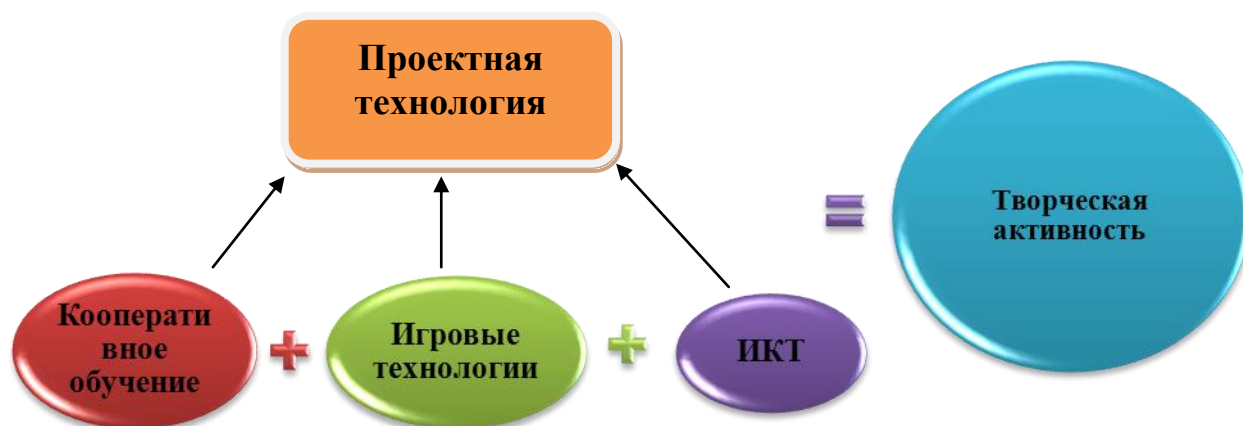 Проектная
технология
Творческая
активность
Кооперати
вное
обучение
+
Игровые
технологии
+
ИКТ
=